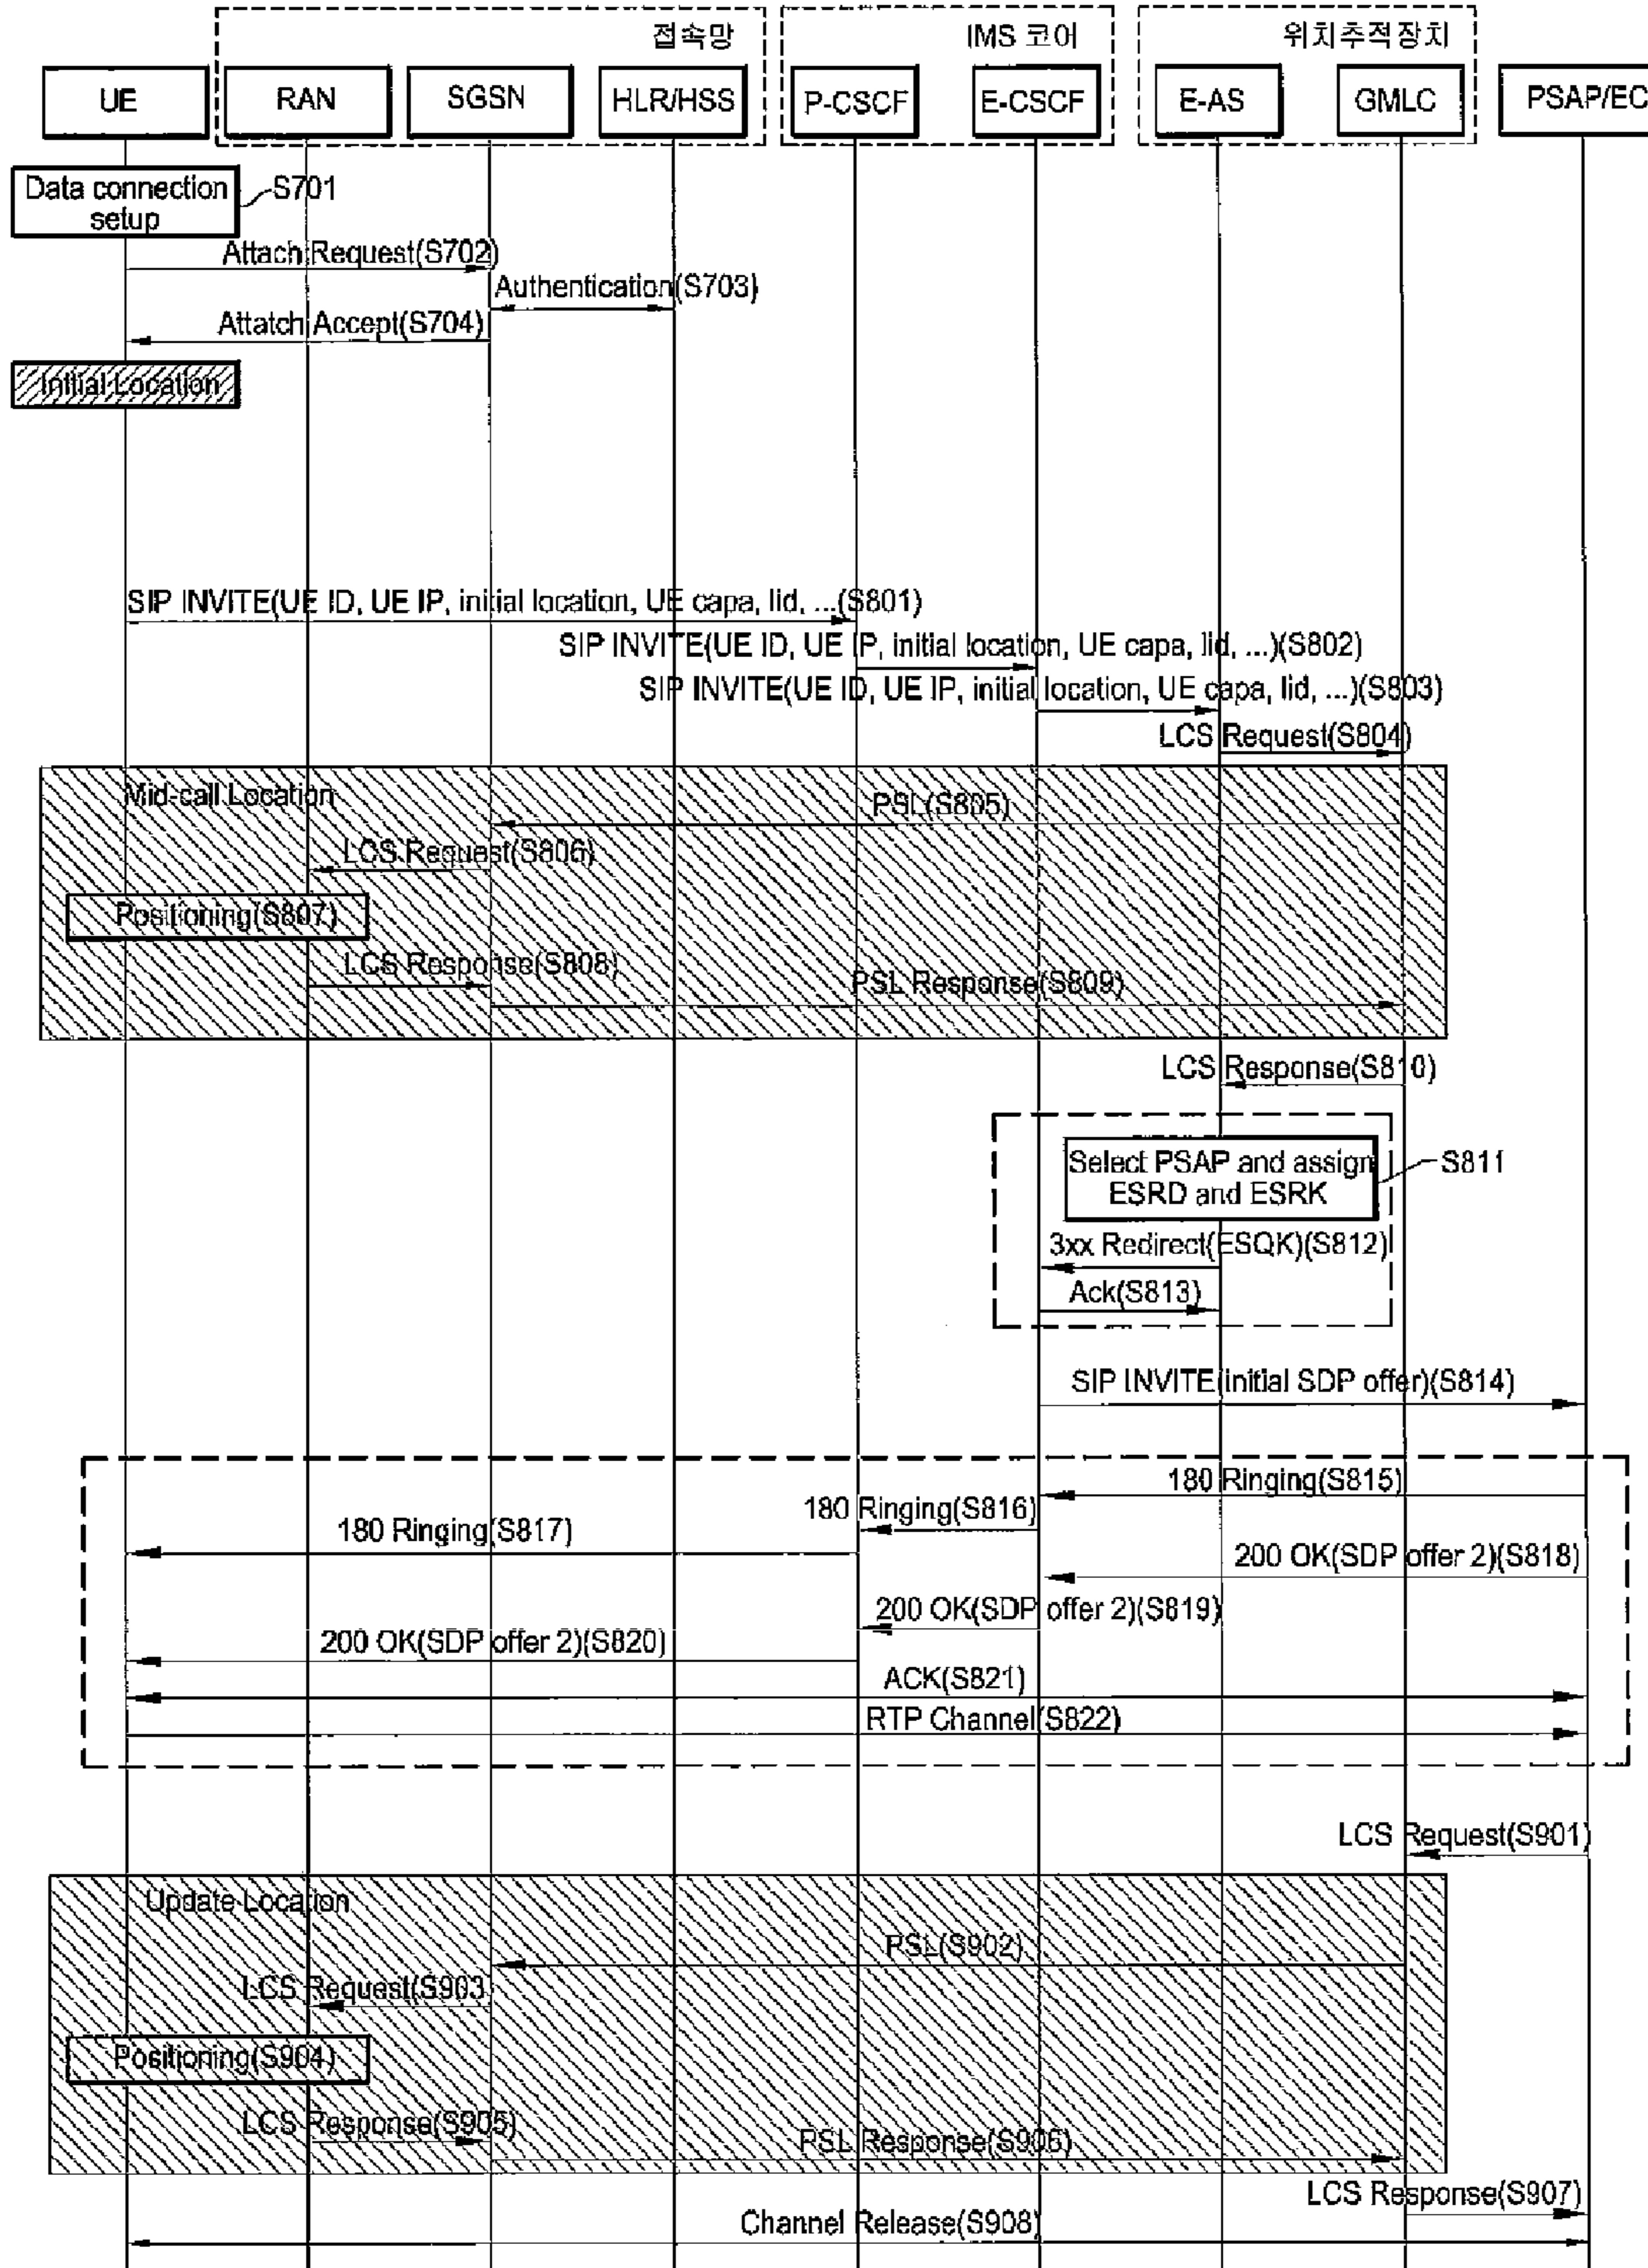 접속망
IMS 코어
위치추적장치
UE
RAN
SGSN
HLR/HSS
P-CSCF
E-CSCF
E-AS
GMLC
PSAP/EC
Data connection
setup
S701
Attach Request(S702)
Authentication(S703)
Attatch Accept(S704)
Initial Location
SIP INVITE(UE ID, UE IP, initial location, UE capa, lid, ...(S801)
SIP INVITE(UE ID, UE IP, initial location, UE capa, lid, ...)(S802)
SIP INVITE(UE ID, UE IP, initial location, UE capa, lid, ...)(S803)
LCS Request(S804)
Mid-call Location
PSL(S805)
LCS Request(S806)
Positioning(S807)
LCS Response(S808)
PSL Response(S809)
LCS Response(S810)
Select PSAP and assign
ESRD and ESRK
S811
3xx Redirect(ESQK)(S812)
Ack(S813)
SIP INVITE(initial SDP offer)(S814)
180 Ringing(S815)
180 Ringing(S816)
180 Ringing(S817)
200 OK(SDP offer 2)(S818)
200 OK(SDP offer 2)(S819)
200 OK(SDP offer 2)(S820)
ACK(S821)
RTP Channel(S822)
LCS Request(S901)
Update Location
PSL(S902)
LCS Request(S903
Positioning(S904)
LCS Response(S905)
PSL Response(S906)
LCS Response(S907)
Channel Release(S908)